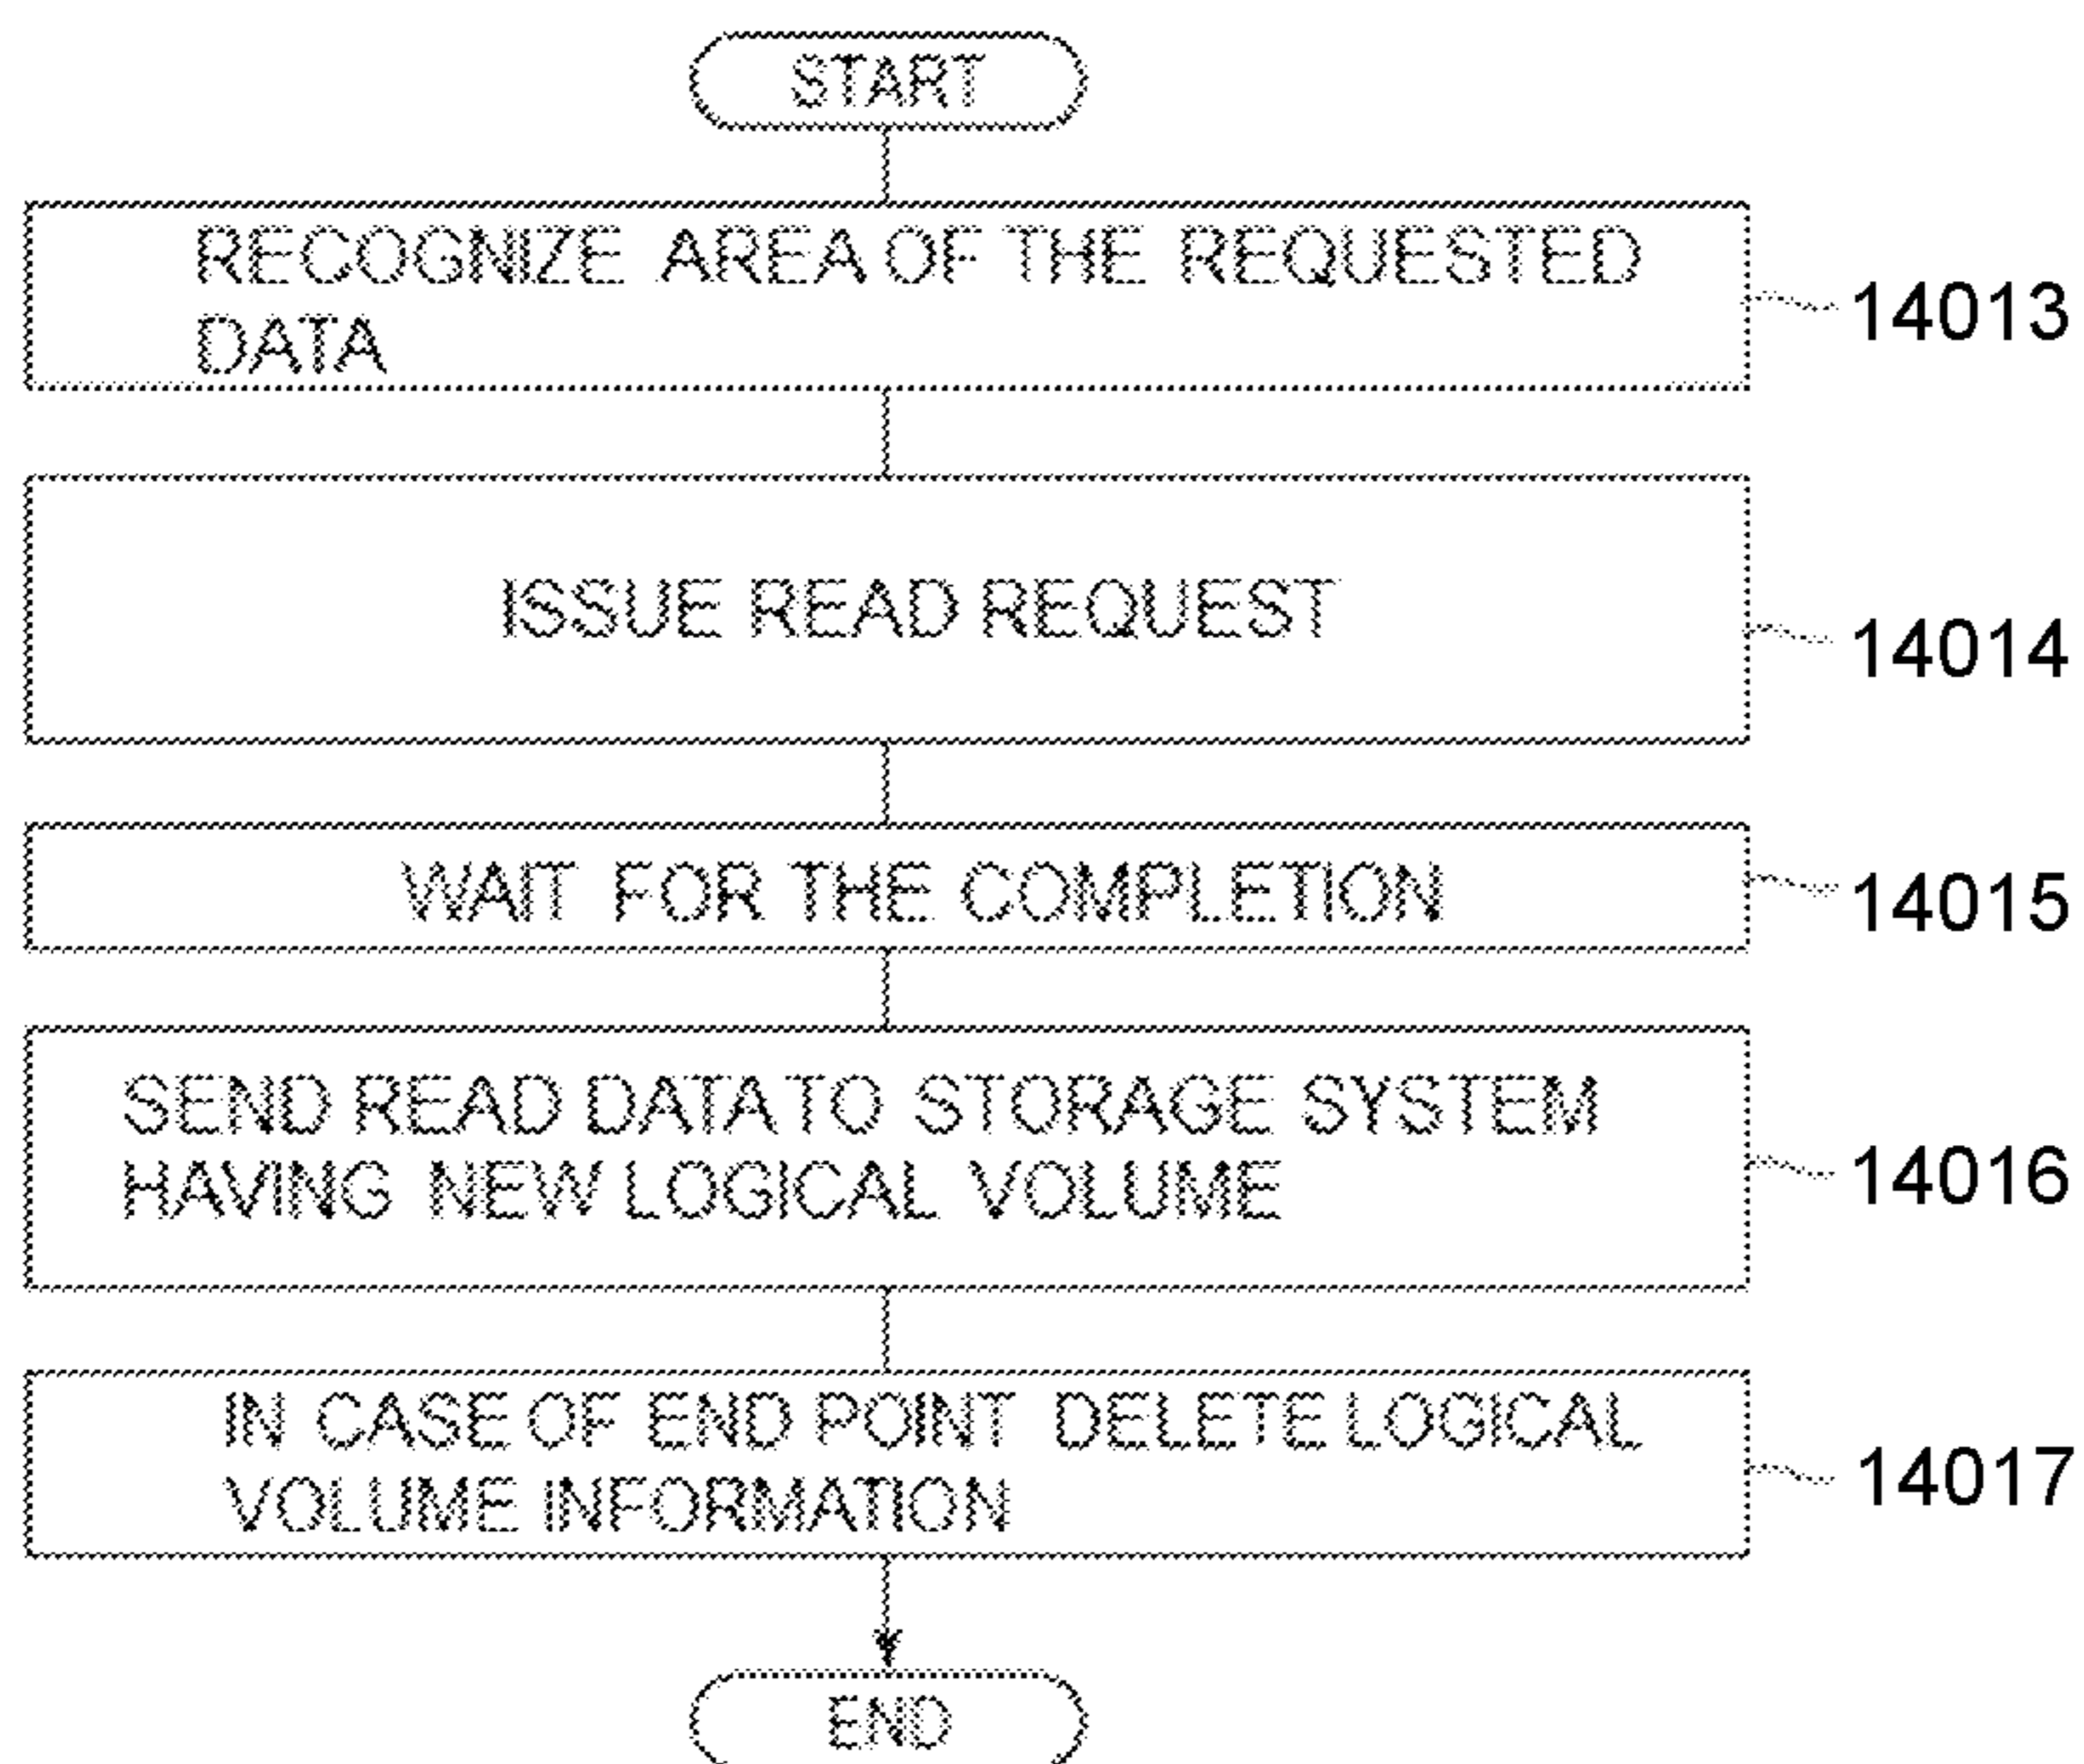 START
RECOGNIZE AREA OF THE REQUESTED
DATA
14013
ISSUE READ REQUEST
14014
WAIT FOR THE COMPLETION
14015
SEND READ DATA TO STORAGE SYSTEM
HAVING NEW LOGICAL VOLUME
14016
IN CASE OF END POINT DELETE LOGICAL
VOLUME INFORMATION
14017
END